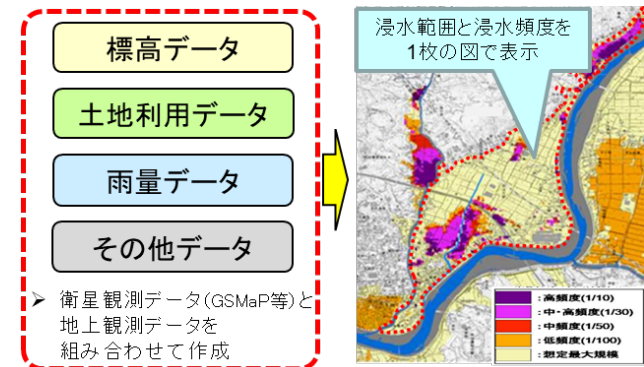 標高データ
土地利用データ
雨量データ
その他データ
➢ 衛星観測データ(GSMaP等)と
地上観測データを
組み合わせて作成
浸水範囲と浸水頻度を
1枚の図で表示
:高頻度(1/10)
:中・高頻度(1/30)
:中頻度(1/50)
:低頻度(1/100)
:想定最大規模